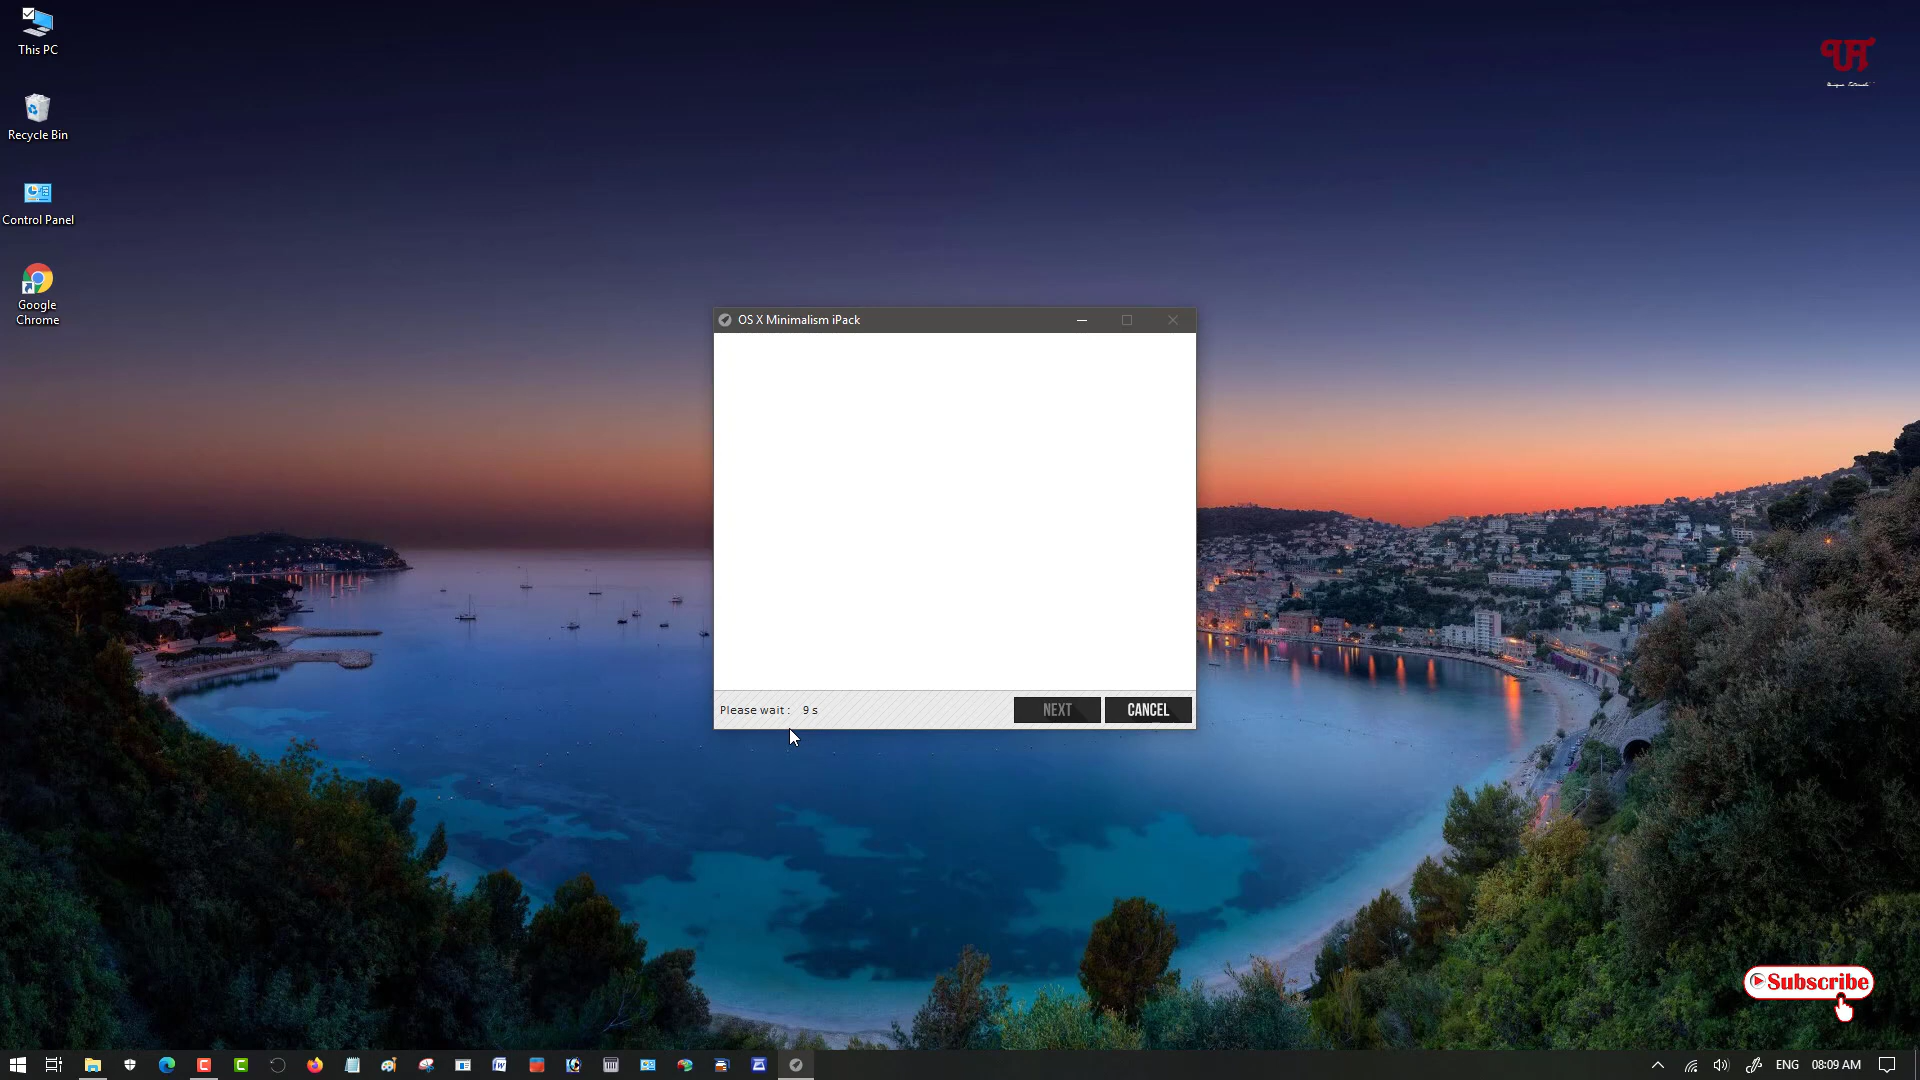 This PC
Recycle Bin
Control Panel
Google
Chrome
OS X Minimalism iPack
Please wait : 9 s
NEXT
CANCEL
Subscribe
ENG
08:09 AM